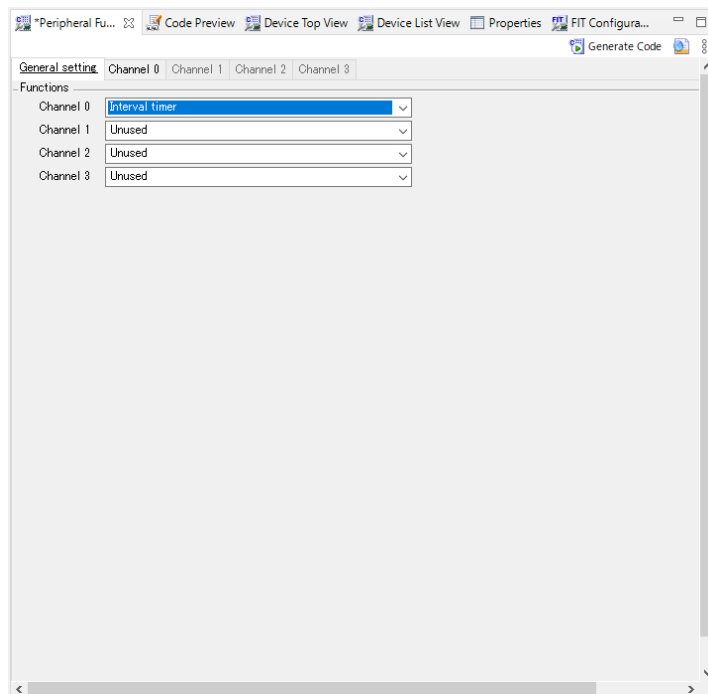 *Peripheral Fu... Code Preview Device Top View Device List View Properties FIT Configura...
Generate Code
General setting Channel 0 Channel 1 Channel 2 Channel 3
Functions
Channel 0 Interval timer
Channel 1 Unused
Channel 2 Unused
Channel 3 Unused